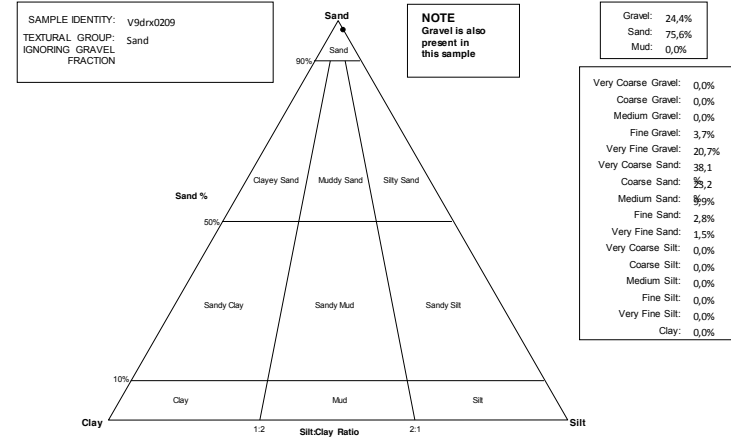 SAMPLE IDENTITY: V9drx0209
TEXTURAL GROUP: Sand
IGNORING GRAVEL
FRACTION
NOTE
Gravel is also
present in
this sample
Gravel: 24,4%
Sand: 75,6%
Mud: 0,0%
Very Coarse Gravel: 0,0%
Coarse Gravel: 0,0%
Medium Gravel: 0,0%
Fine Gravel: 3,7%
Very Fine Gravel: 20,7%
Very Coarse Sand: 38,1
%
Coarse Sand: 23,2
%
Medium Sand: 9,9%
Fine Sand: 2,8%
Very Fine Sand: 1,5%
Very Coarse Silt: 0,0%
Coarse Silt: 0,0%
Medium Silt: 0,0%
Fine Silt: 0,0%
Very Fine Silt: 0,0%
Clay: 0,0%
Sand
Sand
90%
Clayey Sand
Muddy Sand
Silty Sand
Sand %
50%
Sandy Clay
Sandy Mud
Sandy Silt
10%
Clay
Mud
Silt
Clay
Silt
1:2
Silt:Clay Ratio
2:1